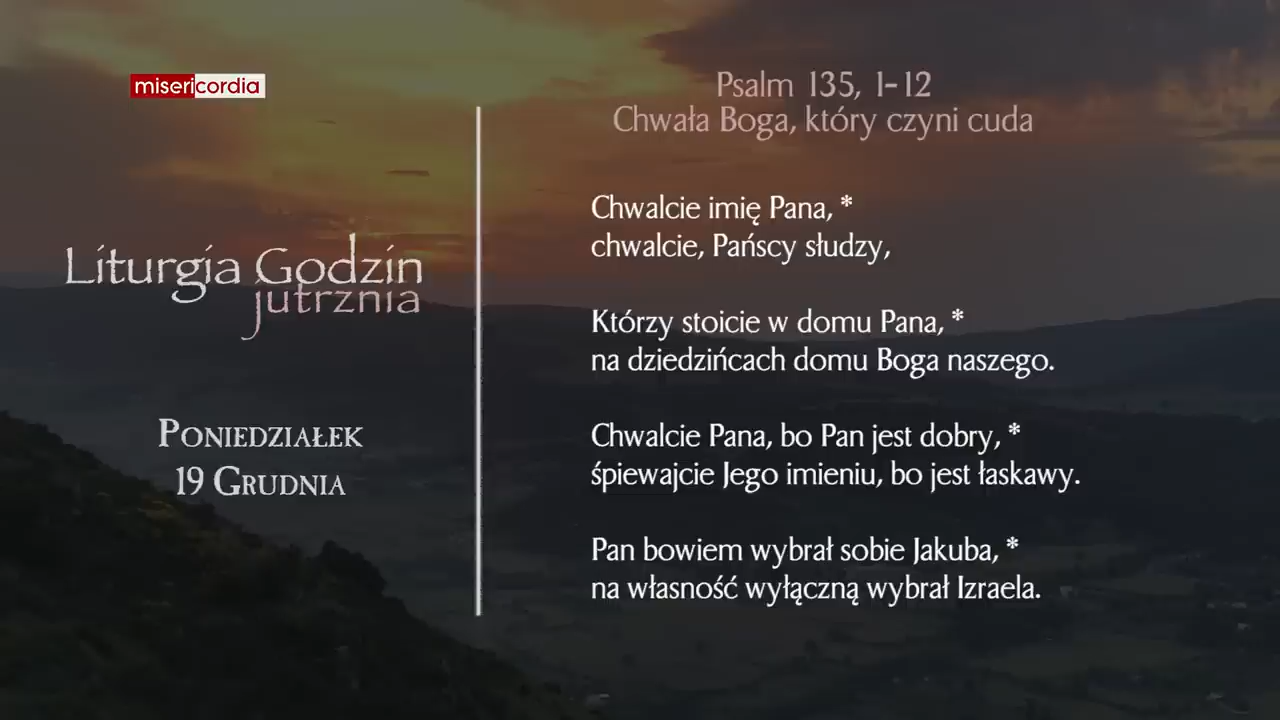 misericordia
Liturgia Godzin
jutrznia
Poniedziałek
19 Grudnia
Psalm 135, 1-12
Chwała Boga, który czyni cuda
Chwalcie imię Pana, *
chwalcie, Pańscy słudzy,
Którzy stoicie w domu Pana, *
na dziedzińcach domu Boga naszego.
Chwalcie Pana, bo Pan jest dobry, *
śpiewajcie Jego imieniu, bo jest łaskawy.
Pan bowiem wybrał sobie Jakuba, *
na własność wyłączną wybrał Izraela.